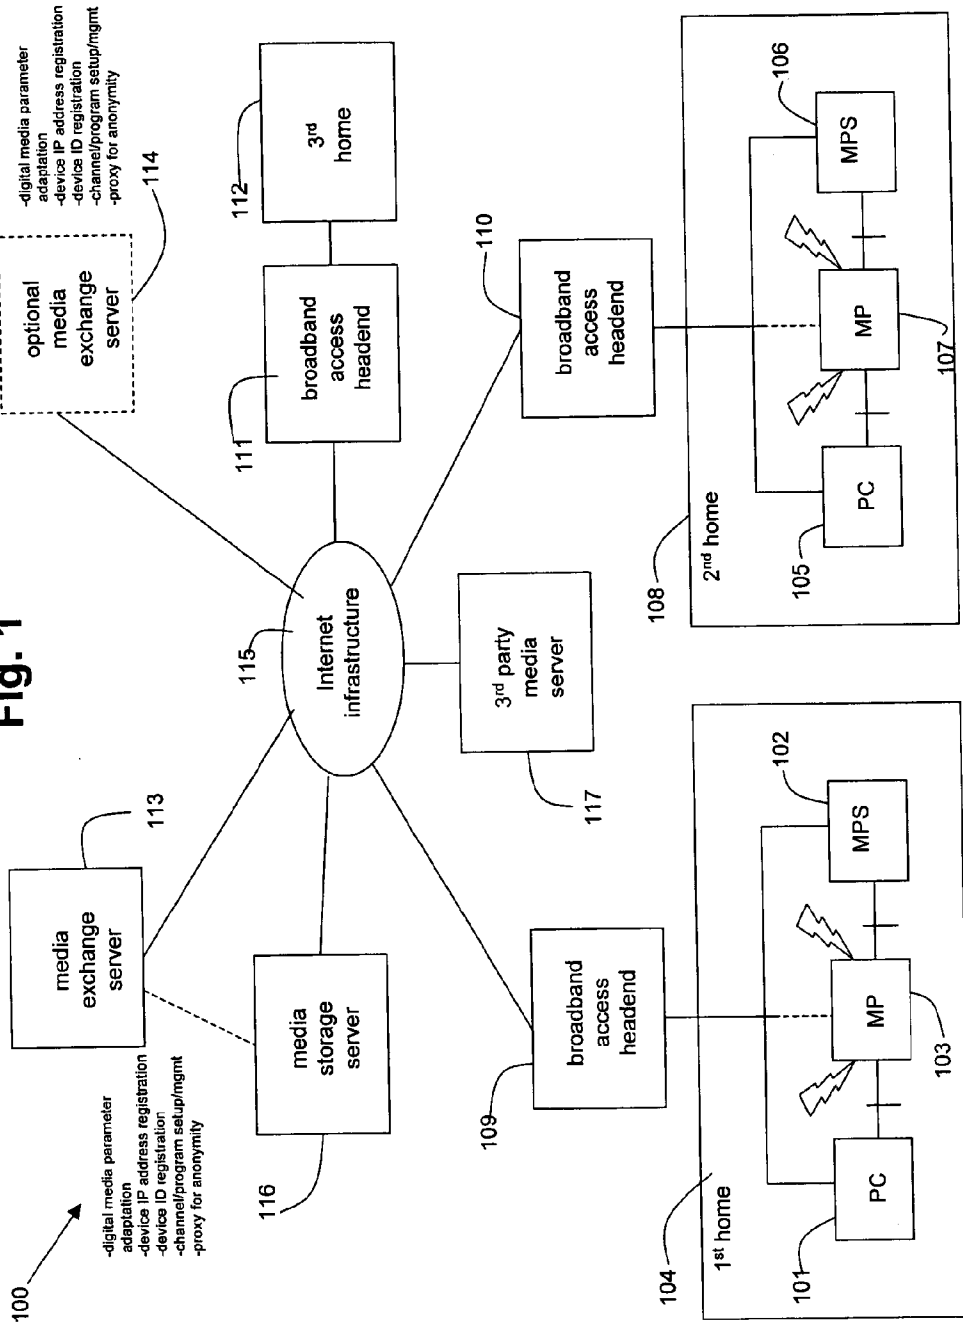 Fig. 1
100
-digital media parameter
adaptation
-device IP address registration
-device ID registration
-channel/program setup/mgmt
-proxy for anonymity
media
exchange
server
113
media
storage
server
116
Internet
infrastructure
115
optional
media
exchange
server
114
-digital media parameter
adaptation
-device IP address registration
-device ID registration
-channel/program setup/mgmt
-proxy for anonymity
broadband
access
headend
111
3rd
home
112
3rd party
media
server
117
broadband
access
headend
109
broadband
access
headend
110
104
1st home
PC
101
MP
103
MPS
102
108
2nd home
PC
105
MP
107
MPS
106